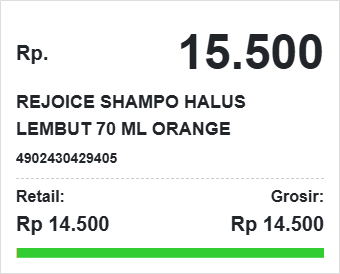 Rp. 15.500
REJOICE SHAMPO HALUS
LEMBUT 70 ML ORANGE
4902430429405
Retail: Grosir:
Rp 14.500 Rp 14.500